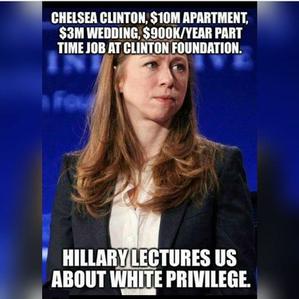 CHELSEA CLINTON, $10M APARTMENT,
$3M WEDDING, $900K/YEAR PART
TIME JOB AT CLINTON FOUNDATION.
HILLARY LECTURES US
ABOUT WHITE PRIVILEGE.